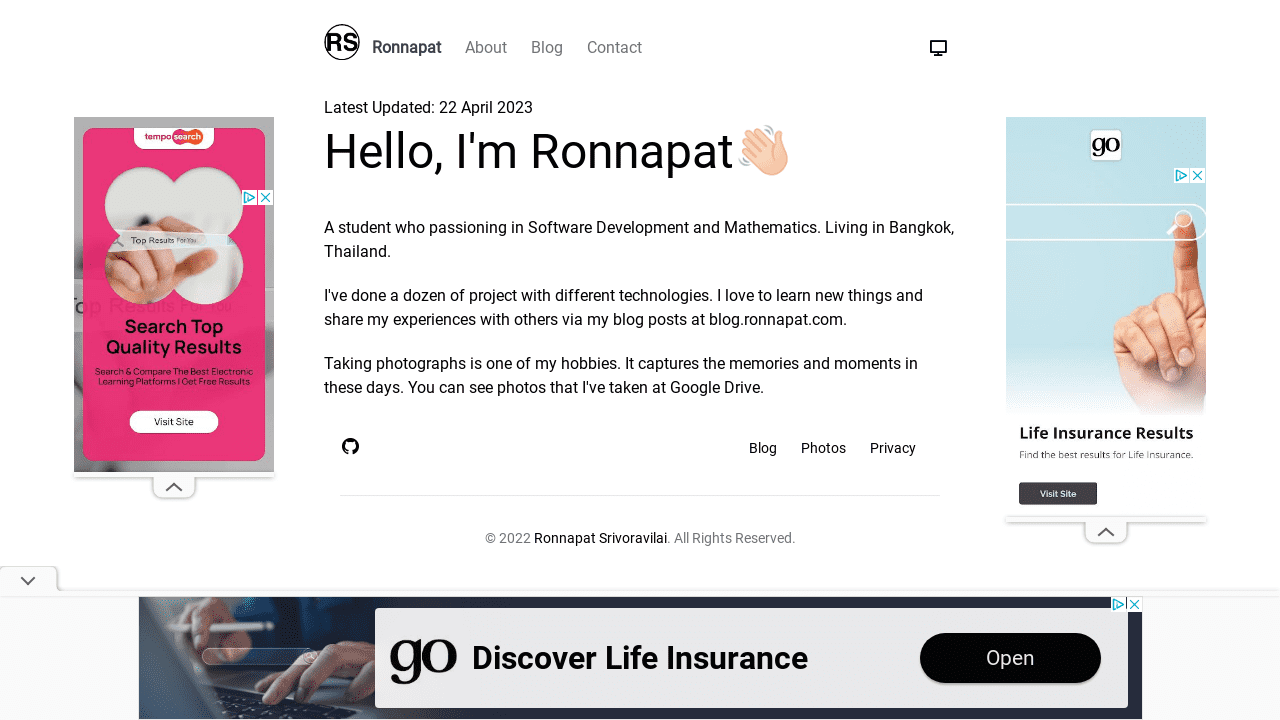 RS Ronnapat About Blog Contact
Latest Updated: 22 April 2023
Hello, I'm Ronnapat👋🏻
A student who passioning in Software Development and Mathematics. Living in Bangkok,
Thailand.
I've done a dozen of project with different technologies. I love to learn new things and
share my experiences with others via my blog posts at blog.ronnapat.com.
Taking photographs is one of my hobbies. It captures the memories and moments in
these days. You can see photos that I've taken at Google Drive.
Blog Photos Privacy
© 2022 Ronnapat Srivoravilai. All Rights Reserved.
temposearch
Top Results For You
Top Results For You
Search Top
Quality Results
Search & Compare The Best Electronic
Learning Platforms | Get Free Results
Visit Site
go
Life Insurance Results
Find the best results for Life Insurance.
Visit Site
go Discover Life Insurance Open